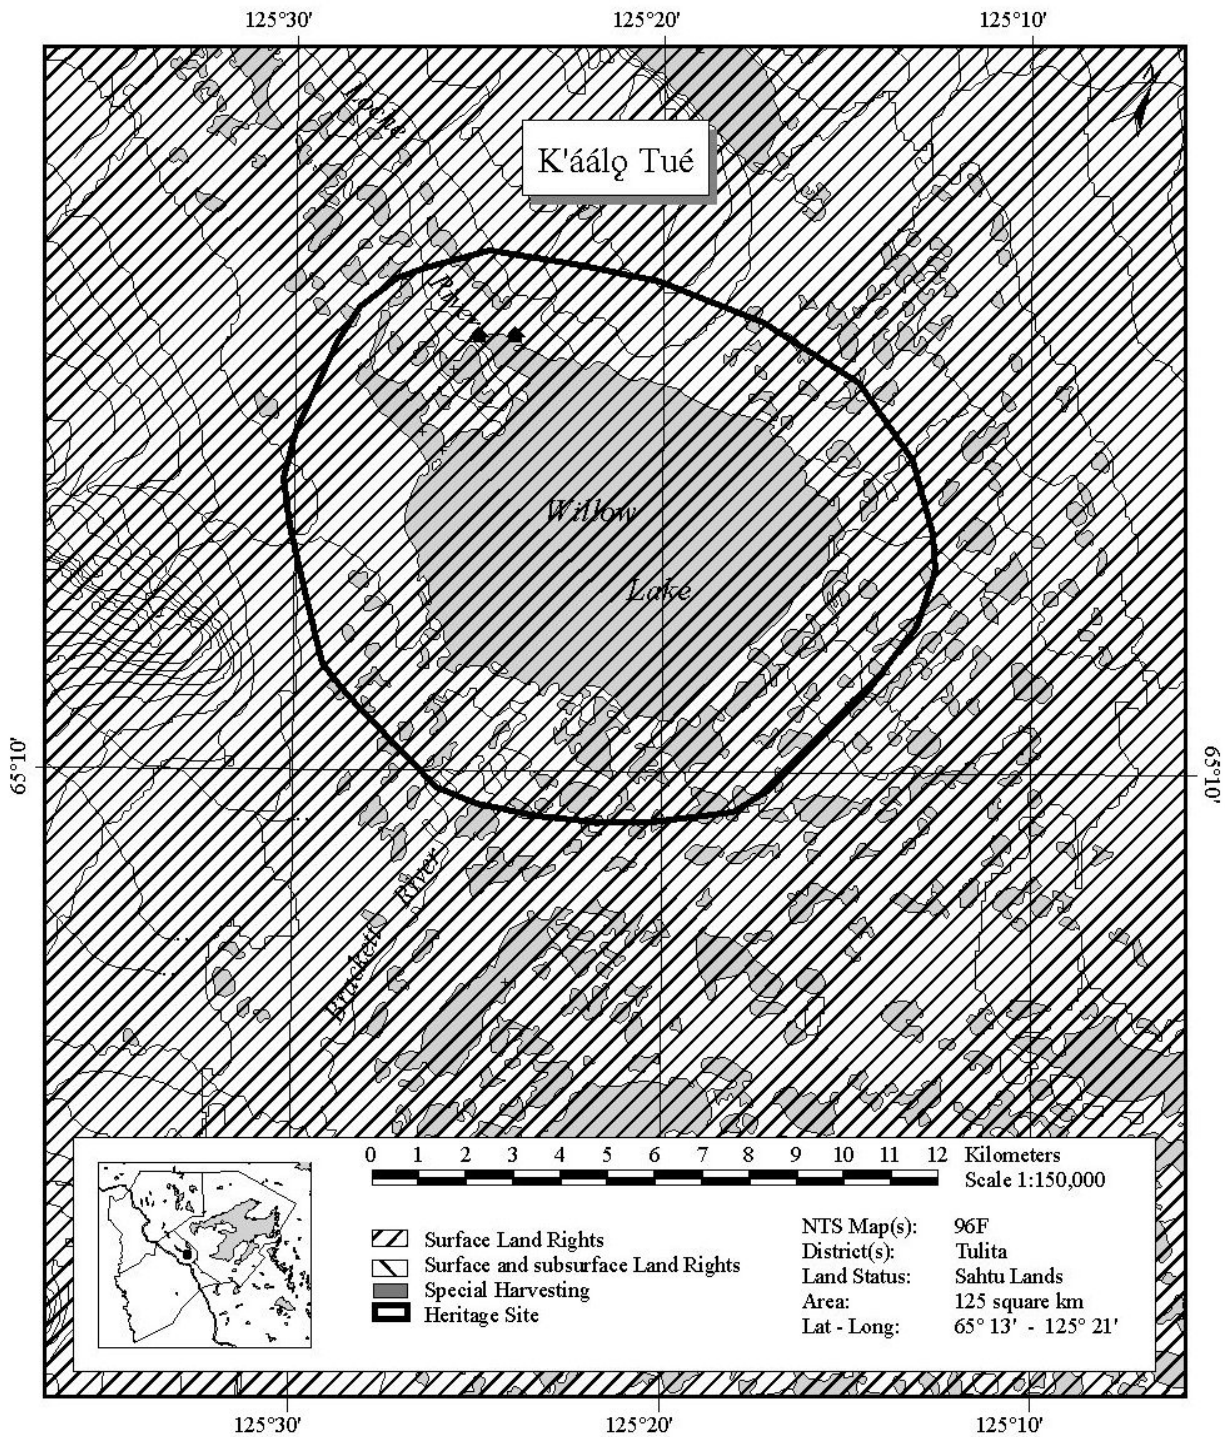 125°30'
125°20'
125°10'
Loche
K'áálǫ Tué
River
Willow
Lake
65°10'
65°10'
River
Brackett
0 1 2 3 4 5 6 7 8 9 10 11 12 Kilometers
Scale 1:150,000
Surface Land Rights
Surface and subsurface Land Rights
Special Harvesting
Heritage Site
NTS Map(s): 96F
District(s): Tulita
Land Status: Sahtu Lands
Area: 125 square km
Lat - Long: 65° 13' - 125° 21'
125°30'
125°20'
125°10'